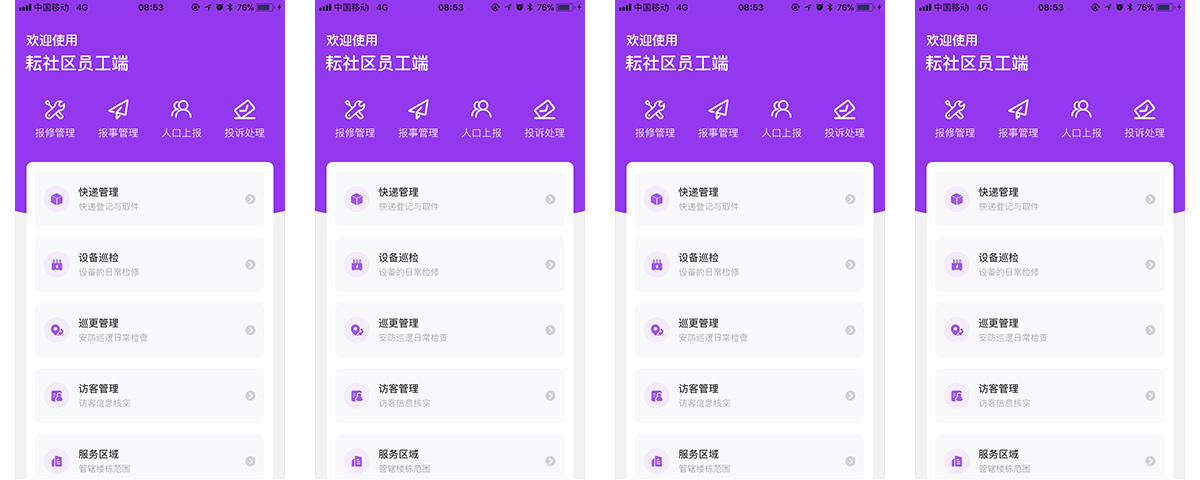 中国移动 4G 08:53 76%
欢迎使用
耘社区员工端
报修管理 报事管理 人口上报 投诉处理
快递管理
快递登记与取件
设备巡检
设备的日常检修
巡更管理
安防巡逻日常检查
访客管理
访客信息核实
服务区域
管辖楼栋范围
中国移动 4G 08:53 76%
欢迎使用
耘社区员工端
报修管理 报事管理 人口上报 投诉处理
快递管理
快递登记与取件
设备巡检
设备的日常检修
巡更管理
安防巡逻日常检查
访客管理
访客信息核实
服务区域
管辖楼栋范围
中国移动 4G 08:53 76%
欢迎使用
耘社区员工端
报修管理 报事管理 人口上报 投诉处理
快递管理
快递登记与取件
设备巡检
设备的日常检修
巡更管理
安防巡逻日常检查
访客管理
访客信息核实
服务区域
管辖楼栋范围
中国移动 4G 08:53 76%
欢迎使用
耘社区员工端
报修管理 报事管理 人口上报 投诉处理
快递管理
快递登记与取件
设备巡检
设备的日常检修
巡更管理
安防巡逻日常检查
访客管理
访客信息核实
服务区域
管辖楼栋范围